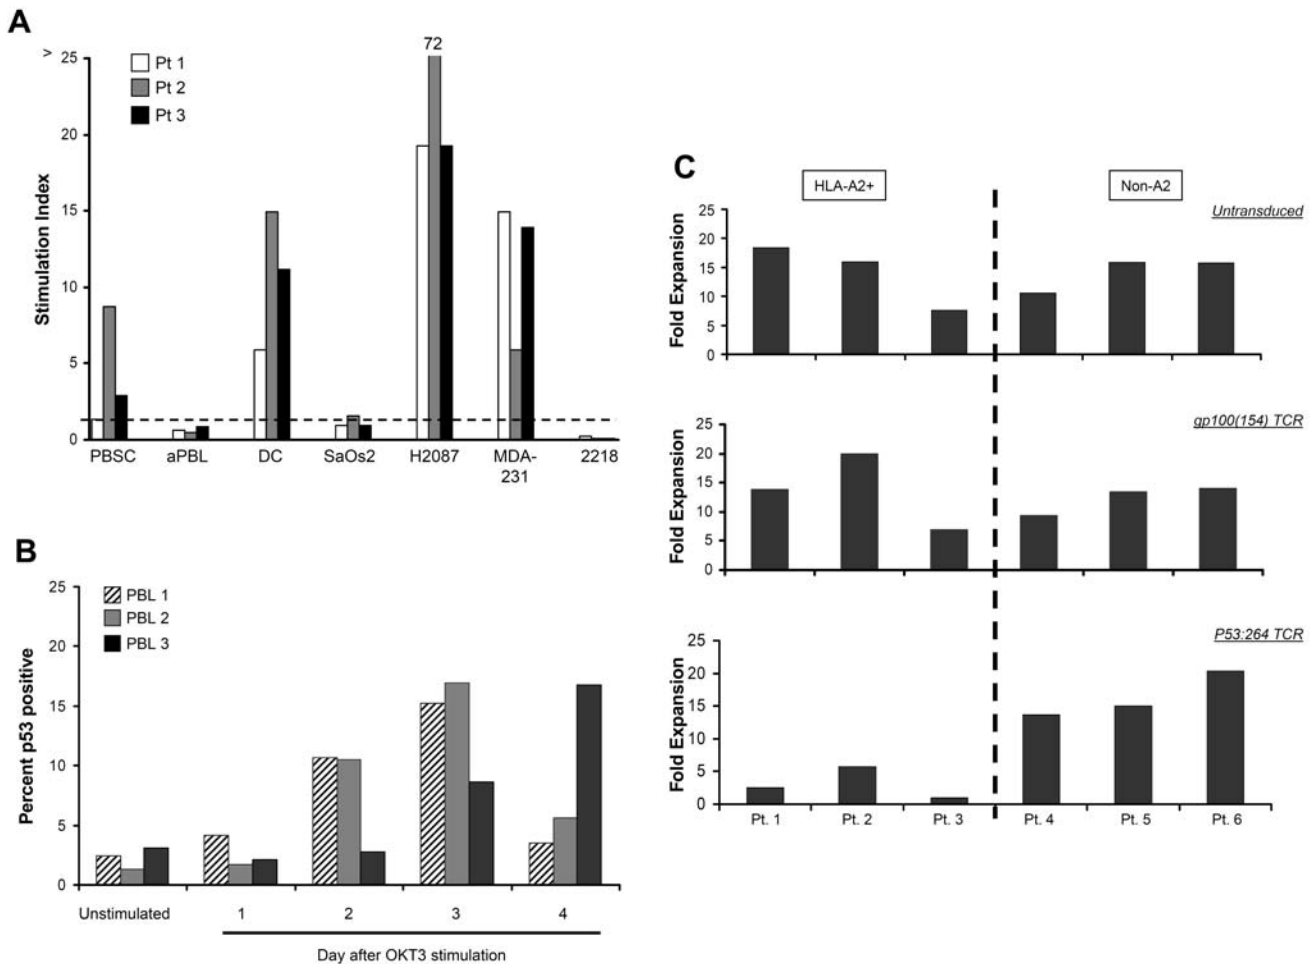 A
>
25
20
15
10
5
0
Stimulation Index
Pt 1
Pt 2
Pt 3
72
PBSC aPBL DC SaOs2 H2087 MDA-231 2218
B
25
20
15
10
5
0
Percent p53 positive
PBL 1
PBL 2
PBL 3
Unstimulated 1 2 3 4
Day after OKT3 stimulation
C
HLA-A2+ Non-A2
Untransduced
25
20
15
10
5
0
Fold Expansion
gp100(154) TCR
25
20
15
10
5
0
Fold Expansion
P53:264 TCR
25
20
15
10
5
0
Fold Expansion
Pt. 1 Pt. 2 Pt. 3 Pt. 4 Pt. 5 Pt. 6